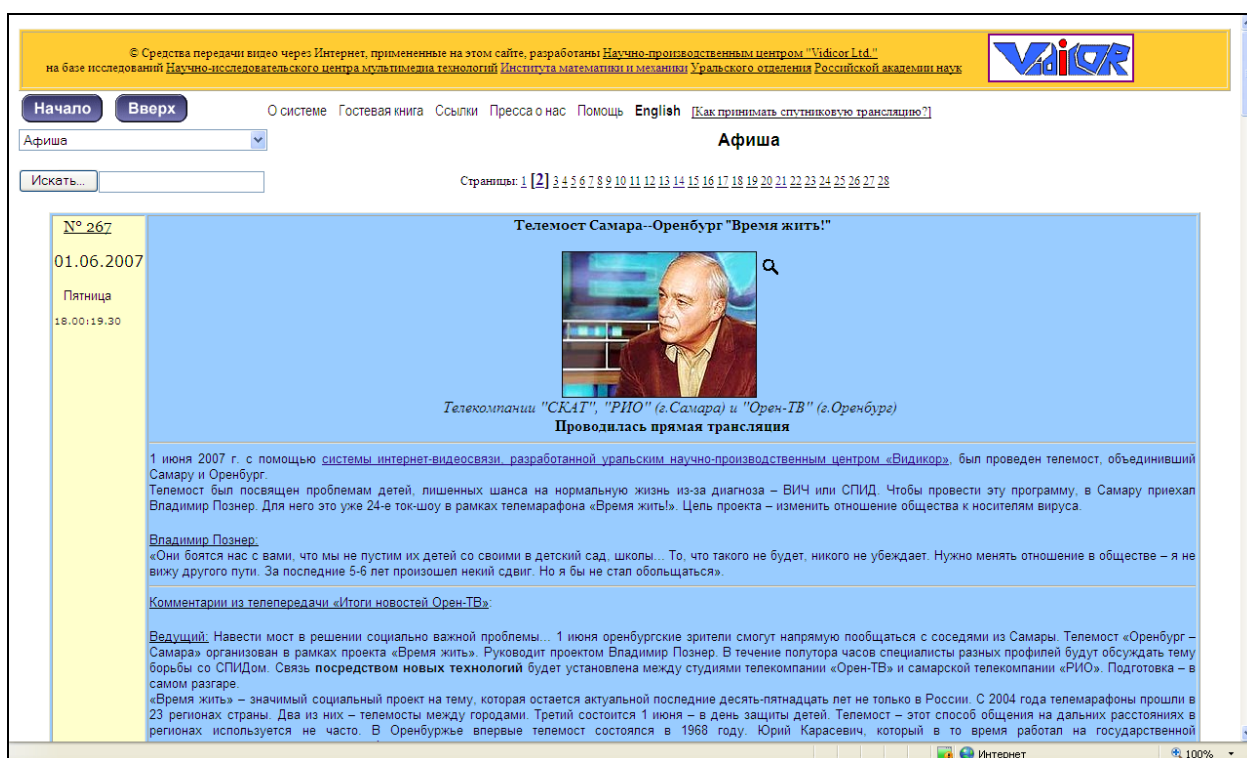 © Средства передачи видео через Интернет, примененные на этом сайте, разработаны Научно-производственным центром "Vidicor Ltd."
на базе исследований Научно-исследовательского центра мультимедиа технологий Института математики и механики Уральского отделения Российской академии наук
VidiCOR
Начало Вверх О системе Гостевая книга Ссылки Пресса о нас Помощь English [Как принимать спутниковую трансляцию?]
Афиша Афиша
Искать... Страницы: 1 [2] 3 4 5 6 7 8 9 10 11 12 13 14 15 16 17 18 19 20 21 22 23 24 25 26 27 28
N° 267
01.06.2007
Пятница
18.00:19.30
Телемост Самара--Оренбург "Время жить!"
Телекомпании "СКАТ", "РИО" (г.Самара) и "Орен-ТВ" (г.Оренбург)
Проводилась прямая трансляция
1 июня 2007 г. с помощью системы интернет-видеосвязи, разработанной уральским научно-производственным центром «Видикор», был проведен телемост, объединивший
Самару и Оренбург.
Телемост был посвящен проблемам детей, лишенных шанса на нормальную жизнь из-за диагноза – ВИЧ или СПИД. Чтобы провести эту программу, в Самару приехал
Владимир Познер. Для него это уже 24-е ток-шоу в рамках телемарафона «Время жить!». Цель проекта – изменить отношение общества к носителям вируса.
Владимир Познер:
«Они боятся нас с вами, что мы не пустим их детей со своими в детский сад, школы... То, что такого не будет, никого не убеждает. Нужно менять отношение в обществе – я не
вижу другого пути. За последние 5-6 лет произошел некий сдвиг. Но я бы не стал обольщаться».
Комментарии из телепередачи «Итоги новостей Орен-ТВ»:
Ведущий: Навести мост в решении социально важной проблемы... 1 июня оренбургские зрители смогут напрямую пообщаться с соседями из Самары. Телемост «Оренбург –
Самара» организован в рамках проекта «Время жить». Руководит проектом Владимир Познер. В течение полутора часов специалисты разных профилей будут обсуждать тему
борьбы со СПИДом. Связь посредством новых технологий будет установлена между студиями телекомпании «Орен-ТВ» и самарской телекомпании «РИО». Подготовка – в
самом разгаре.
«Время жить» – значимый социальный проект на тему, которая остается актуальной последние десять-пятнадцать лет не только в России. С 2004 года телемарафоны прошли в
23 регионах страны. Два из них – телемосты между городами. Третий состоится 1 июня – в день защиты детей. Телемост – этот способ общения на дальних расстояниях в
регионах используется не часто. В Оренбуржье впервые телемост состоялся в 1968 году. Юрий Карасевич, который в то время работал на государственной
Интернет 100%